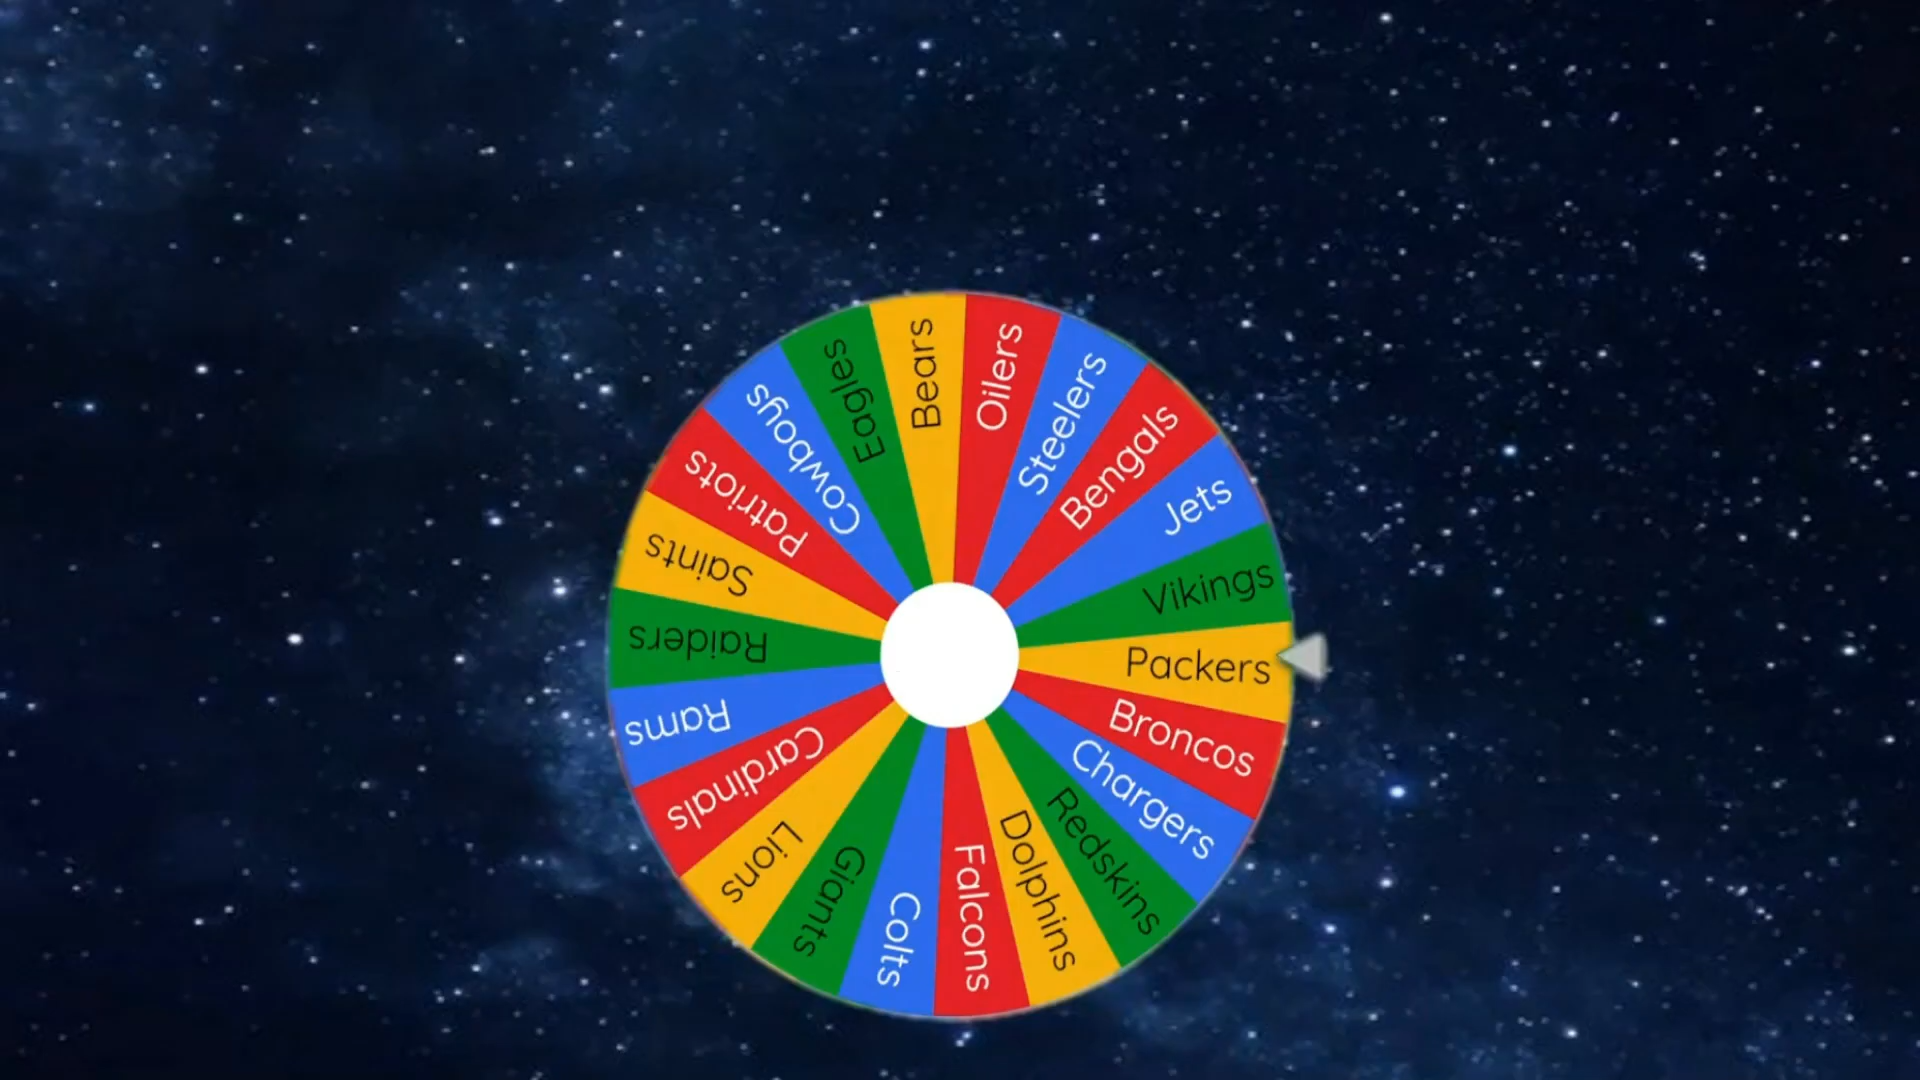 Bears
Oilers
Steelers
Bengals
Jets
Vikings
Packers
Broncos
Chargers
Redskins
Dolphins
Falcons
Colts
Giants
Lions
Cardinals
Rams
Raiders
Saints
Patriots
Cowboys
Eagles